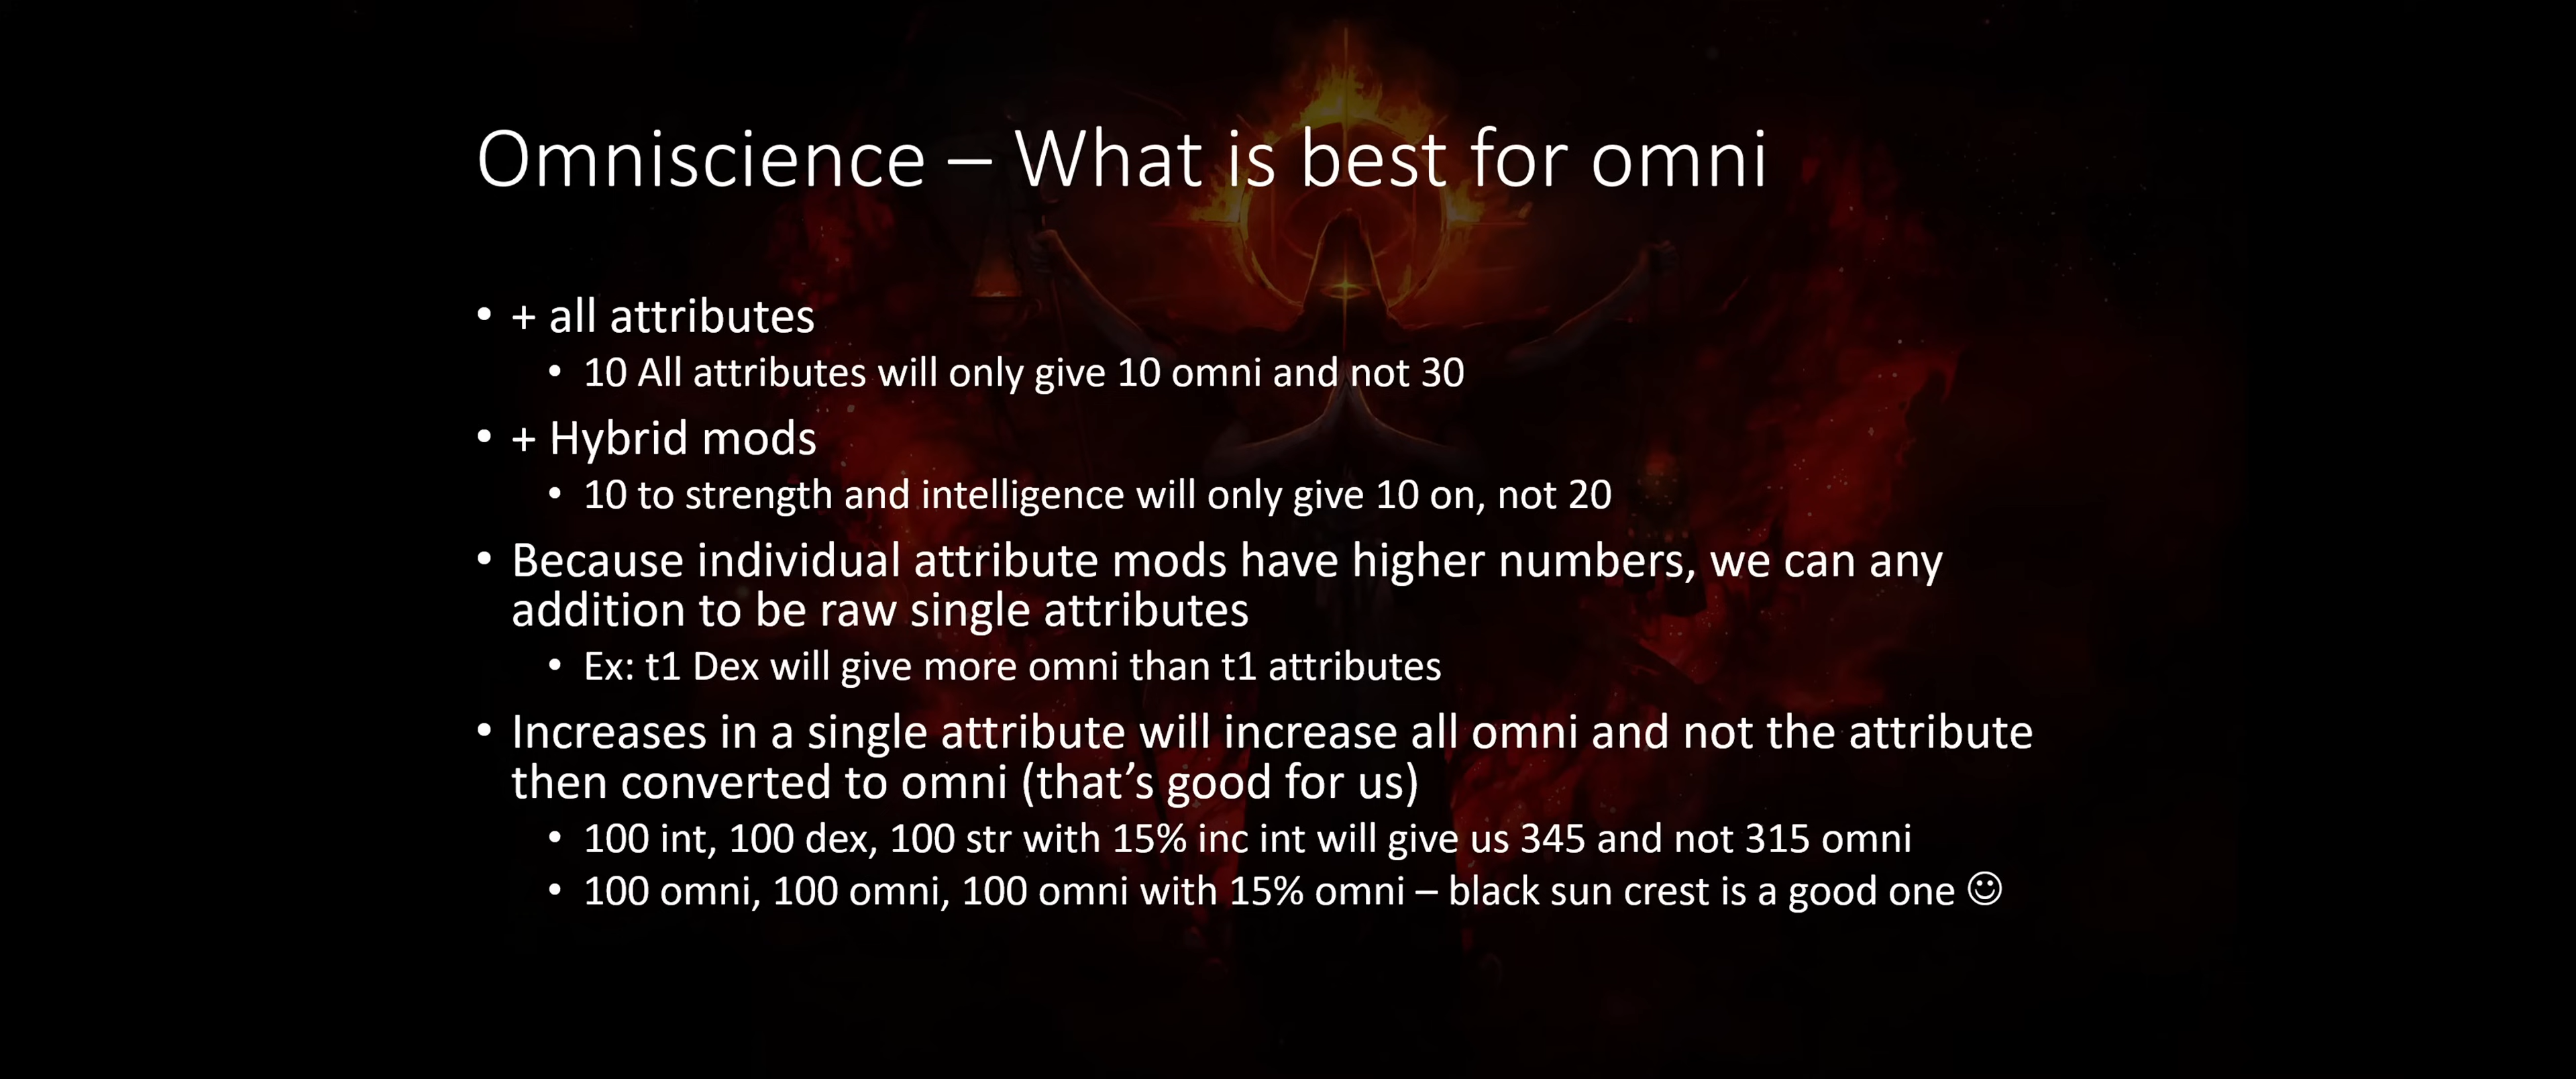 Omniscience – What is best for omni
• + all attributes
• 10 All attributes will only give 10 omni and not 30
• + Hybrid mods
• 10 to strength and intelligence will only give 10 on, not 20
• Because individual attribute mods have higher numbers, we can any
addition to be raw single attributes
• Ex: t1 Dex will give more omni than t1 attributes
• Increases in a single attribute will increase all omni and not the attribute
then converted to omni (that’s good for us)
• 100 int, 100 dex, 100 str with 15% inc int will give us 345 and not 315 omni
• 100 omni, 100 omni, 100 omni with 15% omni – black sun crest is a good one ☺